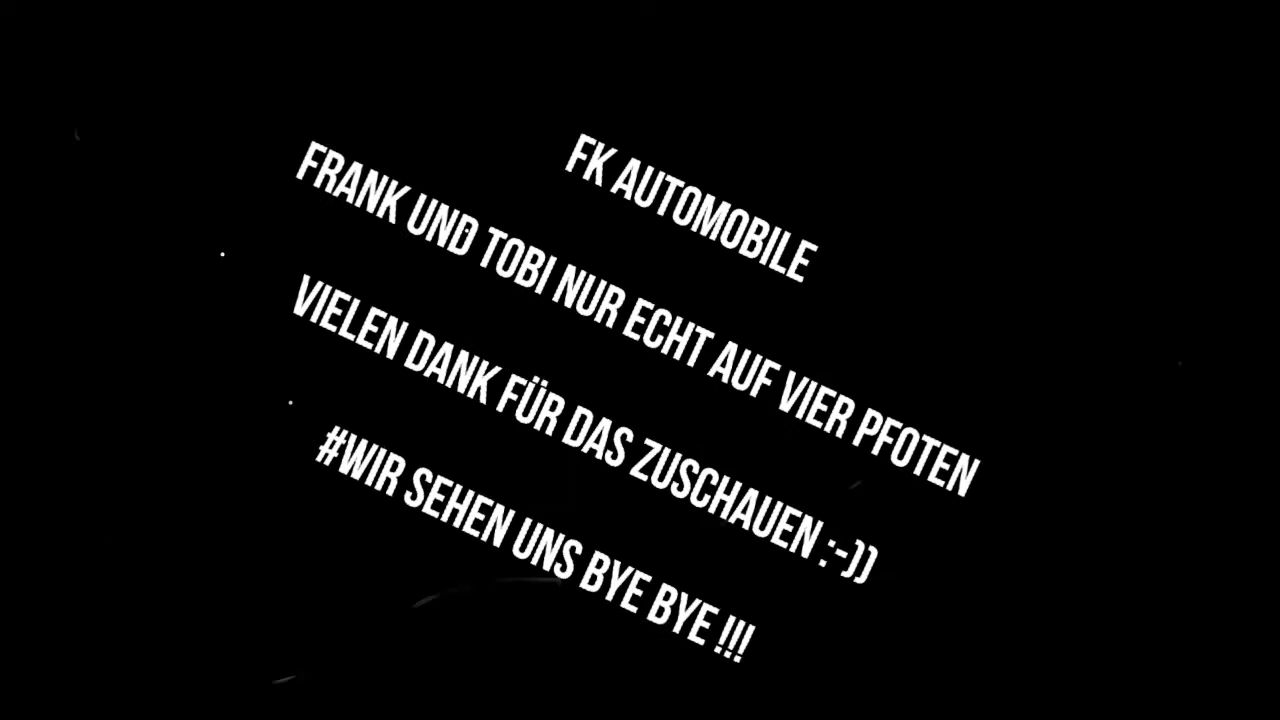 FK AUTOMOBILE
FRANK UND TOBI NUR ECHT AUF VIER PFOTEN
VIELEN DANK FÜR DAS ZUSCHAUEN :-))
#WIR SEHEN UNS BYE BYE !!!